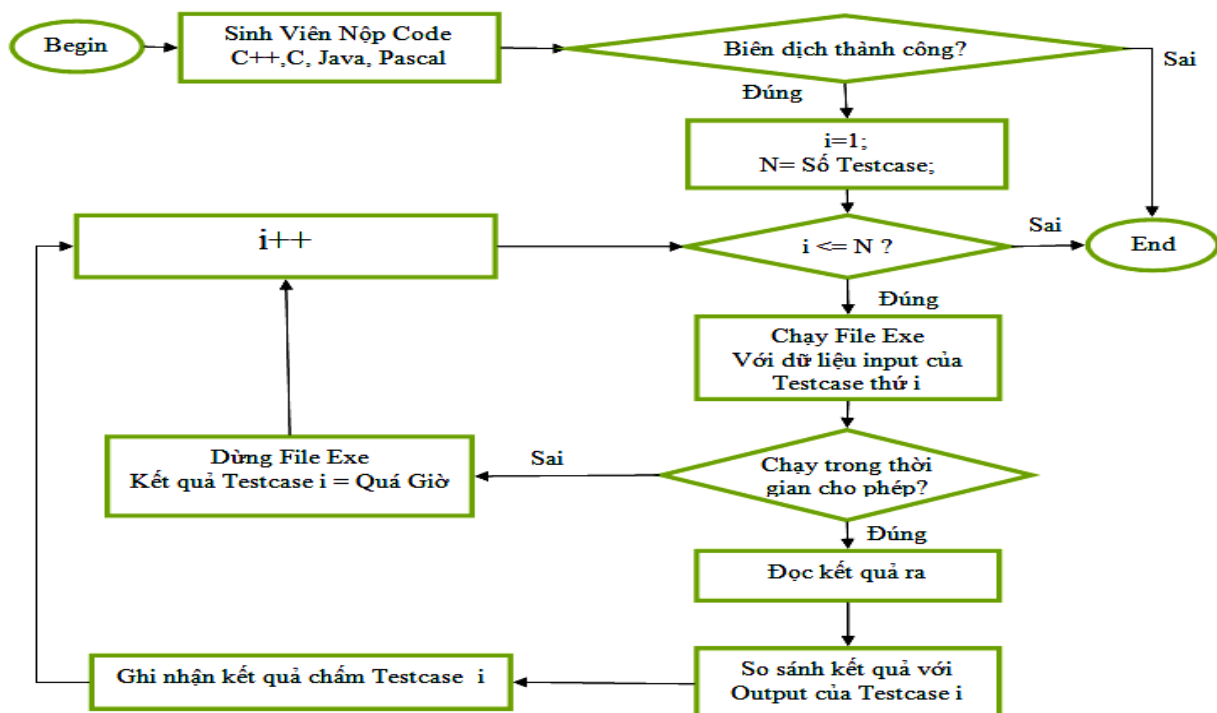 Begin
Sinh Viên Nộp Code
C++,C, Java, Pascal
Biên dịch thành công?
Sai
Đúng
i=1;
N= Số Testcase;
i++
i <= N ?
Sai
End
Đúng
Chạy File Exe
Với dữ liệu input của
Testcase thứ i
Dừng File Exe
Kết quả Testcase i = Quá Giờ
Sai
Chạy trong thời
gian cho phép?
Đúng
Đọc kết quả ra
Ghi nhận kết quả chấm Testcase i
So sánh kết quả với
Output của Testcase i